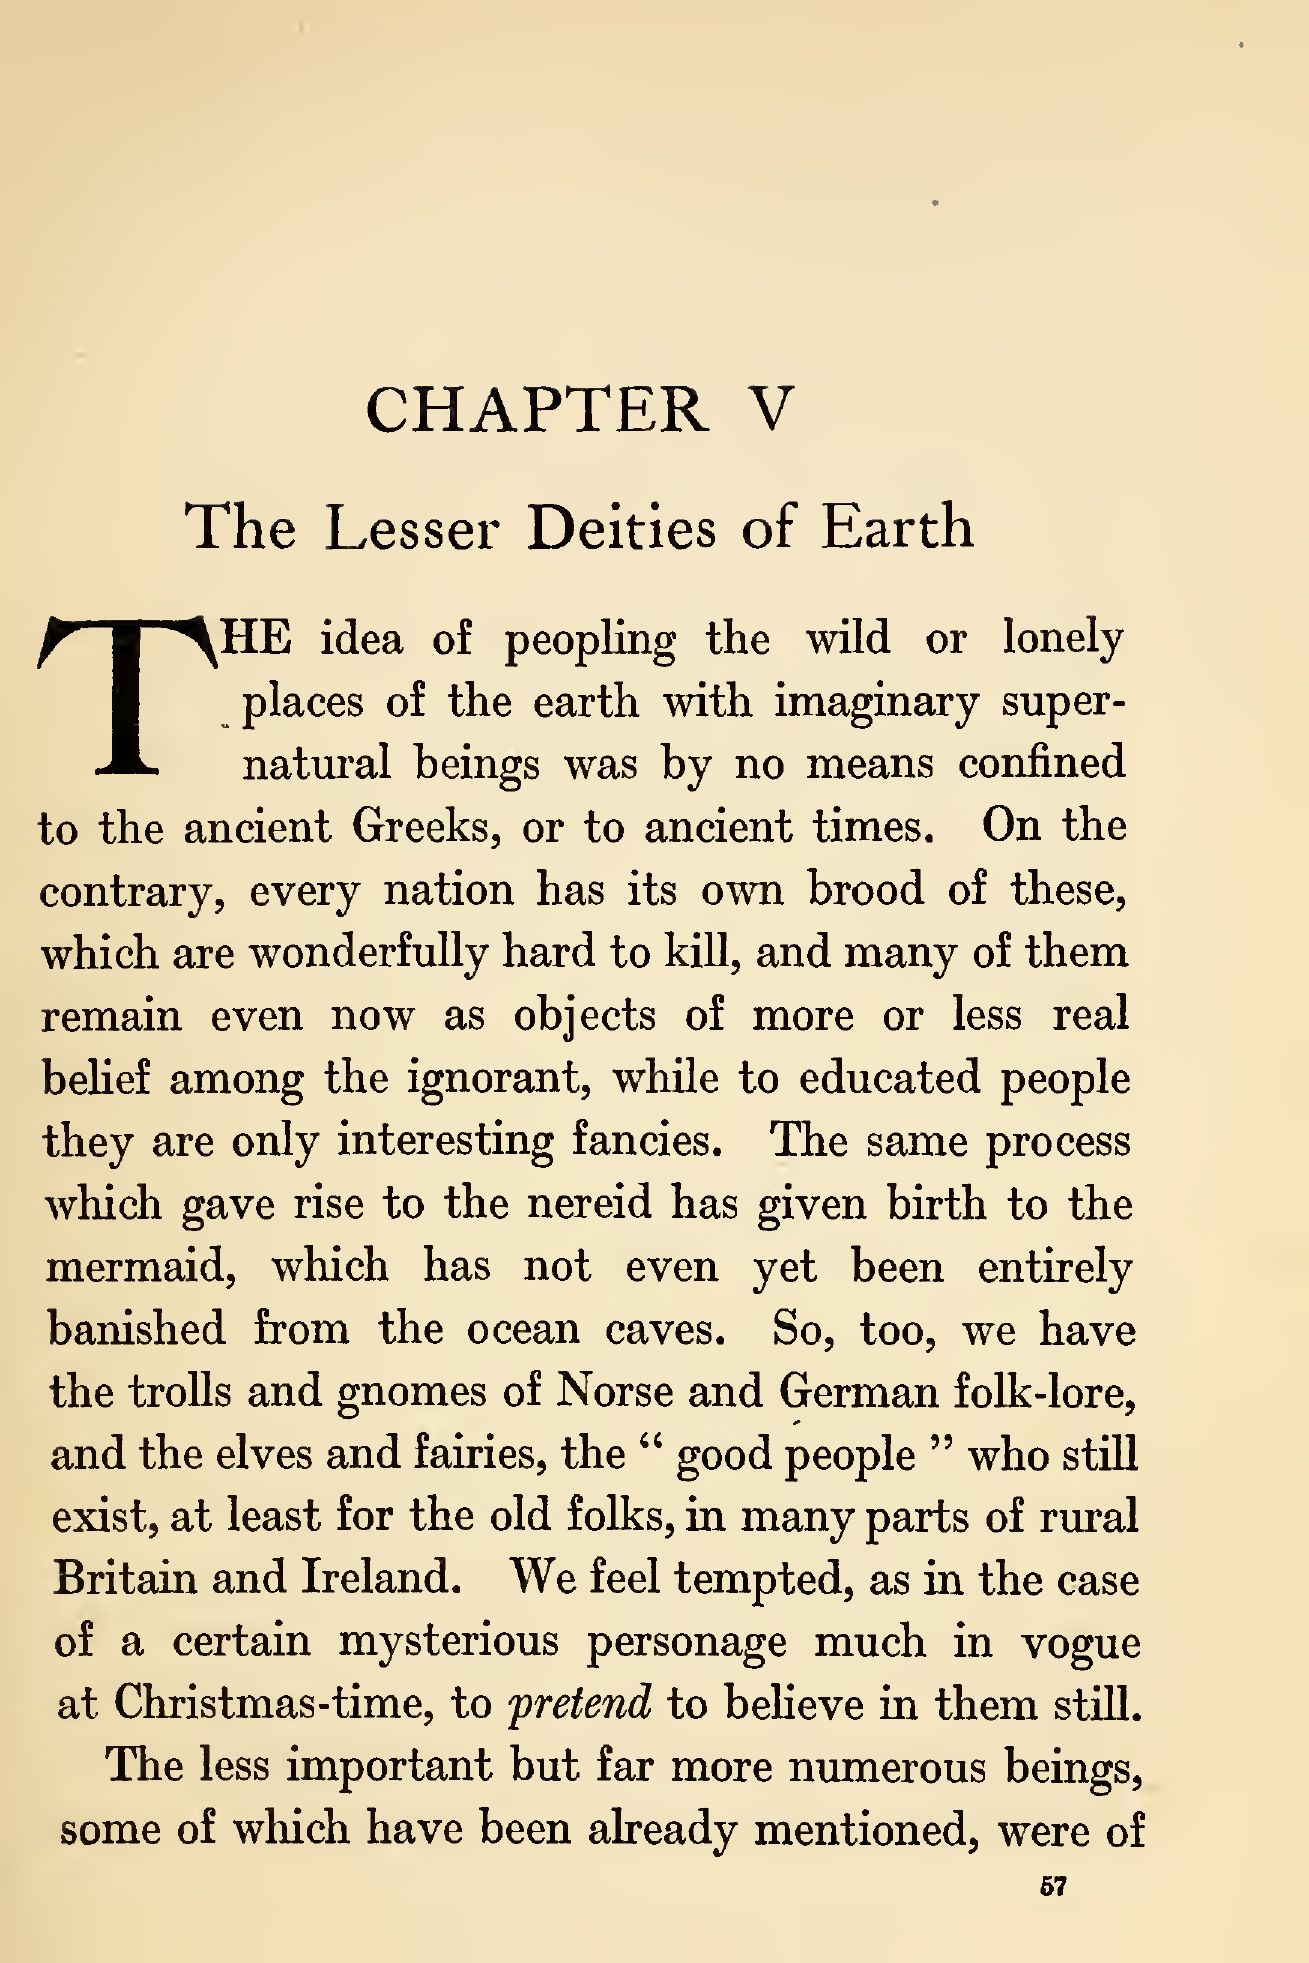 CHAPTER V
The Lesser Deities of Earth
THE idea of peopling the wild or lonely
places of the earth with imaginary super-
natural beings was by no means confined
to the ancient Greeks, or to ancient times. On the
contrary, every nation has its own brood of these,
which are wonderfully hard to kill, and many of them
remain even now as objects of more or less real
belief among the ignorant, while to educated people
they are only interesting fancies. The same process
which gave rise to the nereid has given birth to the
mermaid, which has not even yet been entirely
banished from the ocean caves. So, too, we have
the trolls and gnomes of Norse and German folk-lore,
and the elves and fairies, the “ good people ” who still
exist, at least for the old folks, in many parts of rural
Britain and Ireland. We feel tempted, as in the case
of a certain mysterious personage much in vogue
at Christmas-time, to pretend to believe in them still.
The less important but far more numerous beings,
some of which have been already mentioned, were of
57